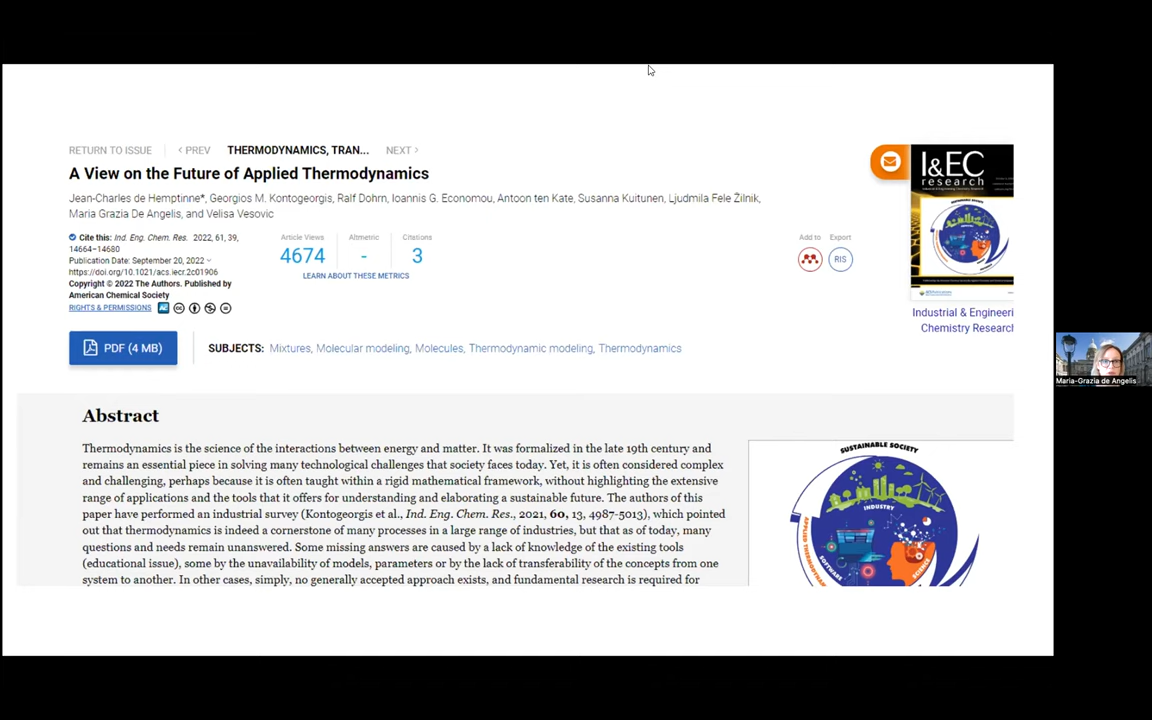 RETURN TO ISSUE
< PREV
THERMODYNAMICS, TRAN...
NEXT >
A View on the Future of Applied Thermodynamics
Jean-Charles de Hemptinne*, Georgios M. Kontogeorgis, Ralf Dohrn, Ioannis G. Economou, Antoon ten Kate, Susanna Kuitunen, Ljudmila Fele Žilnik,
Maria Grazia De Angelis, and Velisa Vesovic
Cite this: Ind. Eng. Chem. Res. 2022, 61, 39,
14664–14680
Publication Date: September 20, 2022
https://doi.org/10.1021/acs.iecr.2c01906
Copyright © 2022 The Authors. Published by
American Chemical Society
RIGHTS & PERMISSIONS
Article Views
4674
Altmetric
-
Citations
3
LEARN ABOUT THESE METRICS
Add to
Export
RIS
I&EC
research
Industrial & Engineeri
Chemistry Research
PDF (4 MB)
SUBJECTS: Mixtures, Molecular modeling, Molecules, Thermodynamic modeling, Thermodynamics
Abstract
Thermodynamics is the science of the interactions between energy and matter. It was formalized in the late 19th century and
remains an essential piece in solving many technological challenges that society faces today. Yet, it is often considered complex
and challenging, perhaps because it is often taught within a rigid mathematical framework, without highlighting the extensive
range of applications and the tools that it offers for understanding and elaborating a sustainable future. The authors of this
paper have performed an industrial survey (Kontogeorgis et al., Ind. Eng. Chem. Res., 2021, 60, 13, 4987-5013), which pointed
out that thermodynamics is indeed a cornerstone of many processes in a large range of industries, but that as of today, many
questions and needs remain unanswered. Some missing answers are caused by a lack of knowledge of the existing tools
(educational issue), some by the unavailability of models, parameters or by the lack of transferability of the concepts from one
system to another. In other cases, simply, no generally accepted approach exists, and fundamental research is required for
SUSTAINABLE SOCIETY
INDUSTRY
SOFTWARE
SCIENCE
APPLIED THERMODYNAM
Maria-Grazia de Angelis